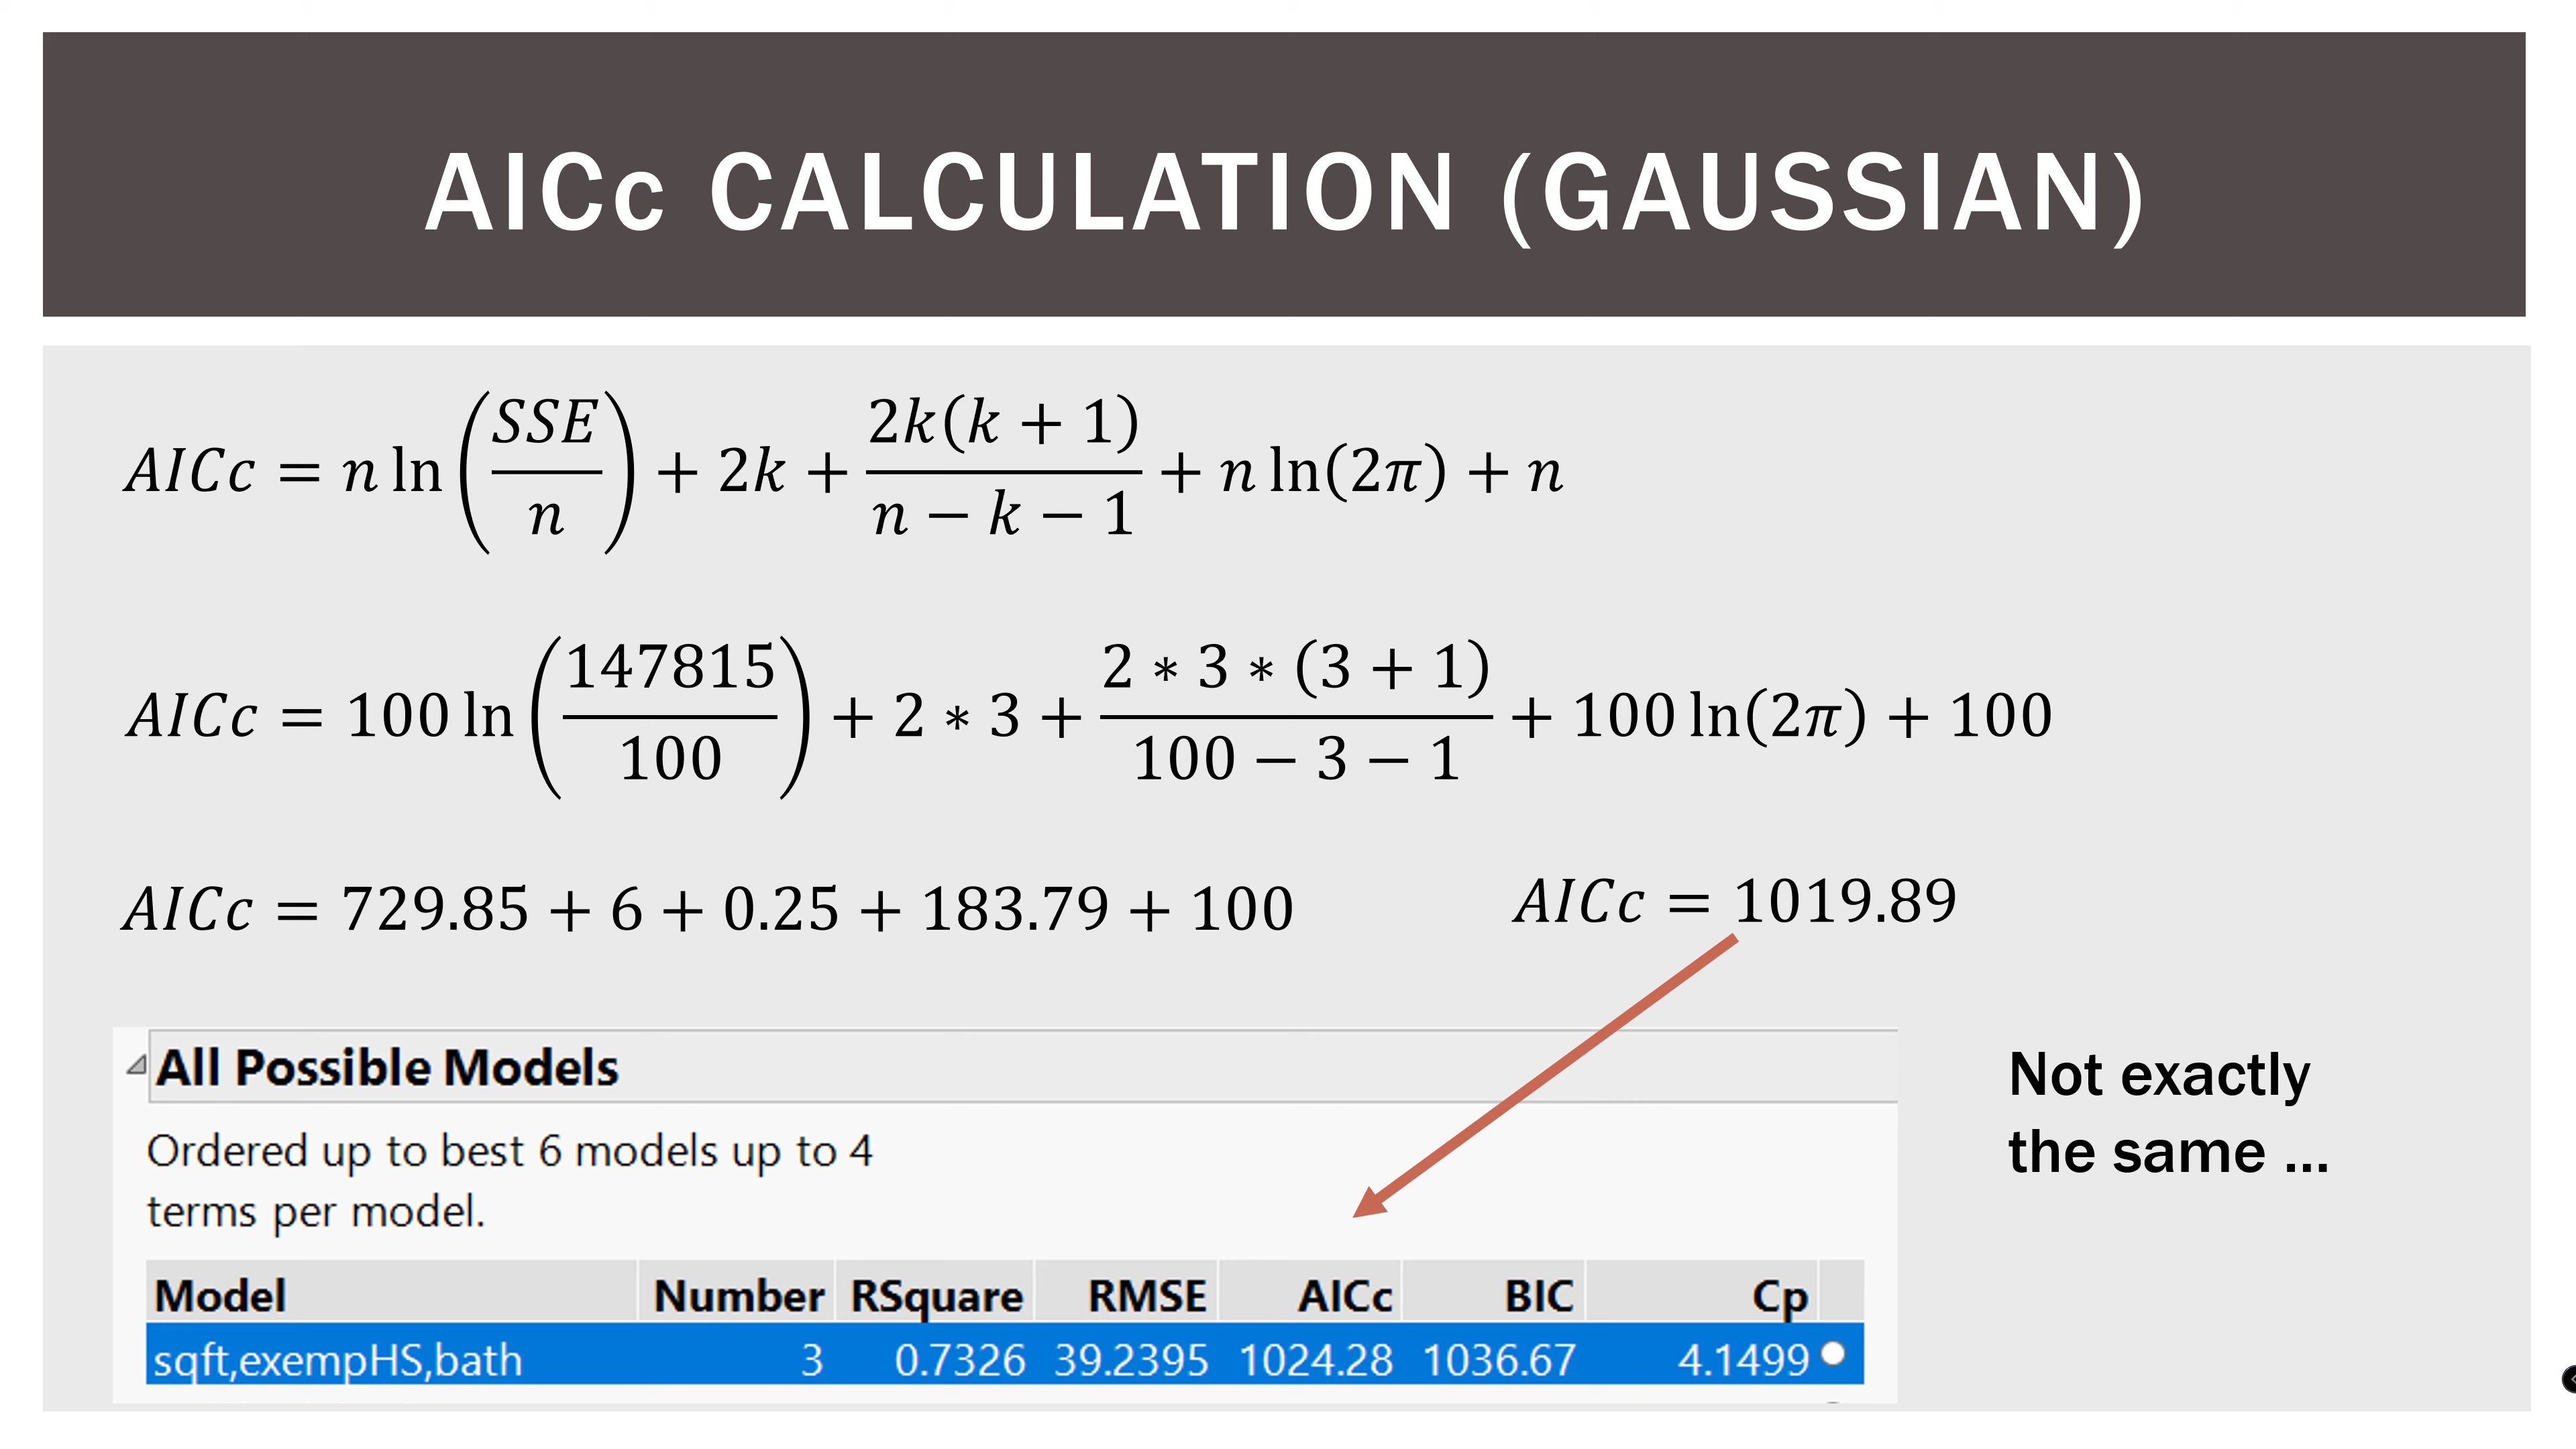 AICc CALCULATION (GAUSSIAN)
AICc = n ln(SSE/n) + 2k + 2k(k + 1)/(n − k − 1) + n ln(2π) + n
AICc = 100 ln(147815/100) + 2 ∗ 3 + 2 ∗ 3 ∗ (3 + 1)/(100 − 3 − 1) + 100 ln(2π) + 100
AICc = 729.85 + 6 + 0.25 + 183.79 + 100 AICc = 1019.89
All Possible Models
Ordered up to best 6 models up to 4
terms per model.
Model Number RSquare RMSE AICc BIC Cp
sqft,exempHS,bath 3 0.7326 39.2395 1024.28 1036.67 4.1499
Not exactly
the same ...